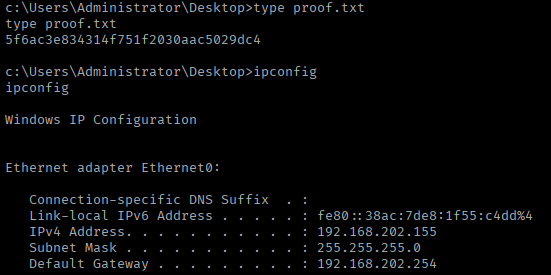 c:\Users\Administrator\Desktop>type proof.txt
type proof.txt
5f6ac3e834314f751f2030aac5029dc4
c:\Users\Administrator\Desktop>ipconfig
ipconfig
Windows IP Configuration
Ethernet adapter Ethernet0:
Connection-specific DNS Suffix  . :
Link-local IPv6 Address . . . . . : fe80::38ac:7de8:1f55:c4dd%4
IPv4 Address. . . . . . . . . . . : 192.168.202.155
Subnet Mask . . . . . . . . . . . : 255.255.255.0
Default Gateway . . . . . . . . . : 192.168.202.254